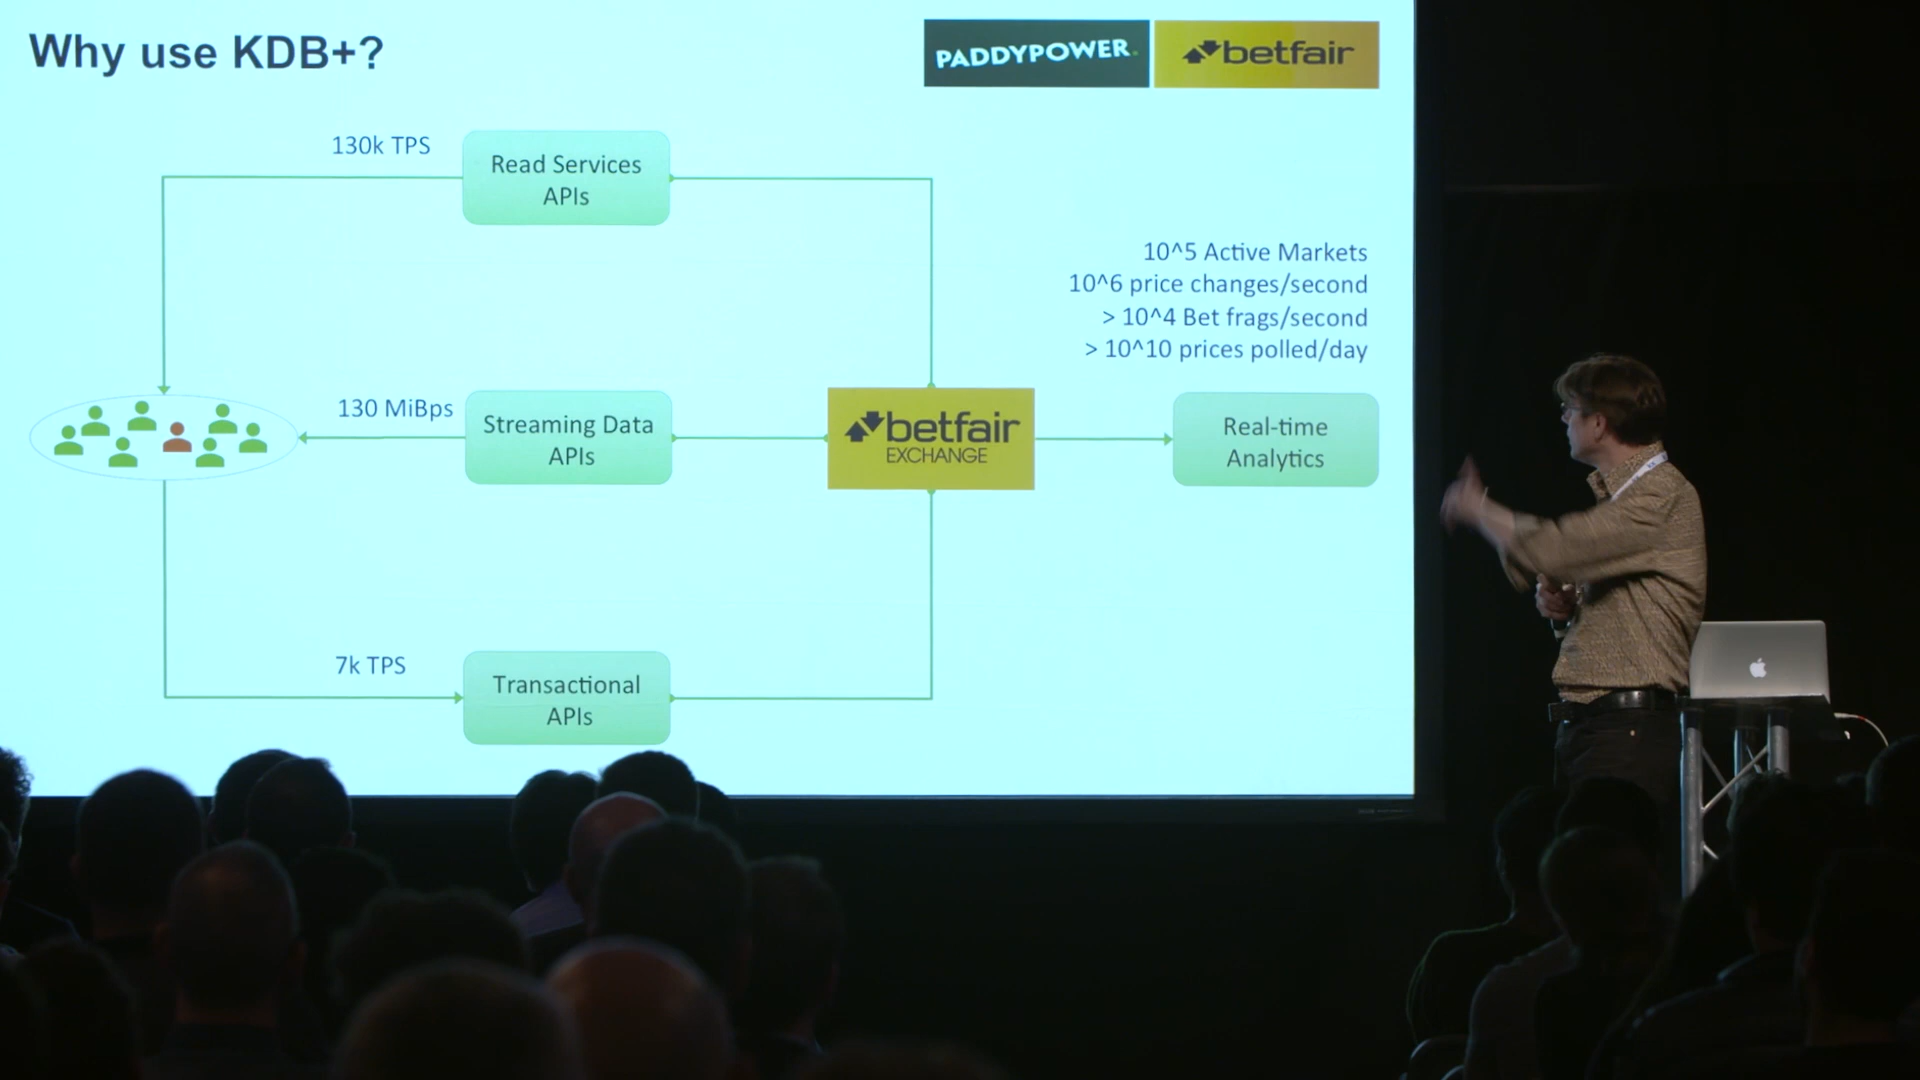 Why use KDB+?
PADDYPOWER.
betfair
130k TPS
Read Services
APIs
10^5 Active Markets
10^6 price changes/second
> 10^4 Bet frags/second
> 10^10 prices polled/day
130 MiBps
Streaming Data
APIs
betfair
EXCHANGE
Real-time
Analytics
7k TPS
Transactional
APIs